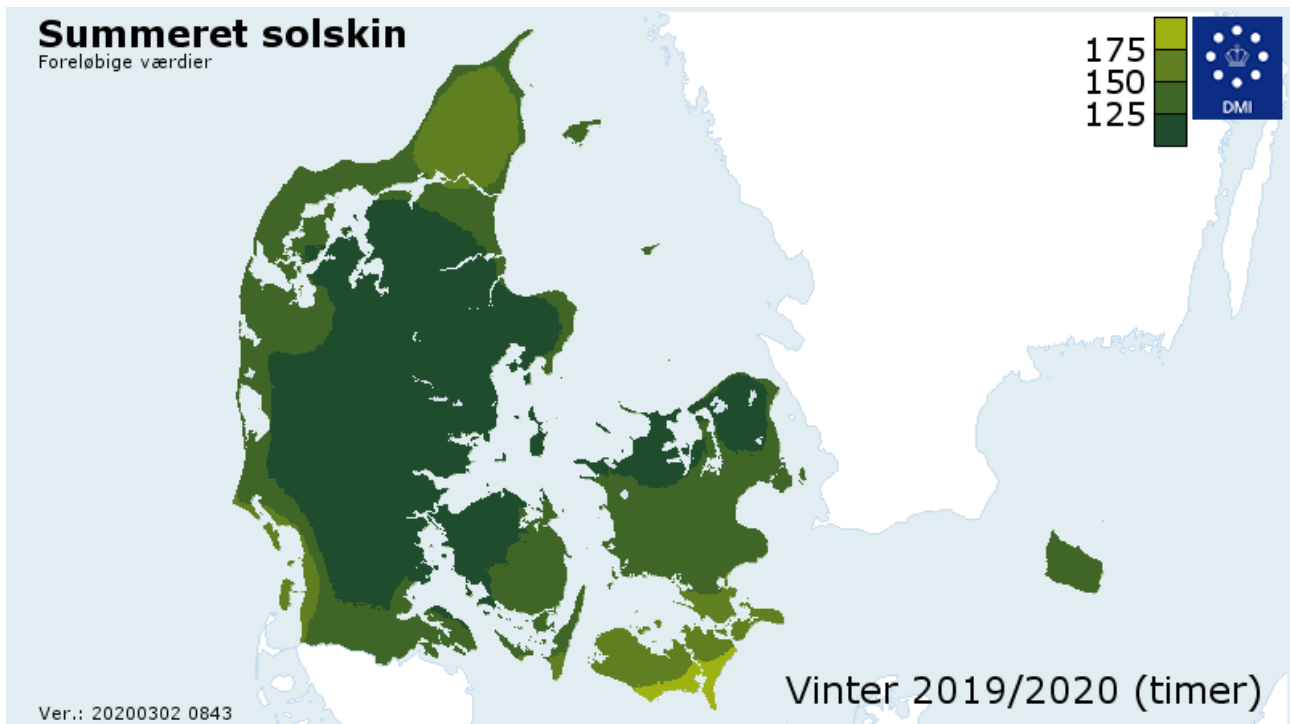 Summeret solskin
Foreløbige værdier
175
150
125
DMI
Vinter 2019/2020 (timer)
Ver.: 20200302 0843